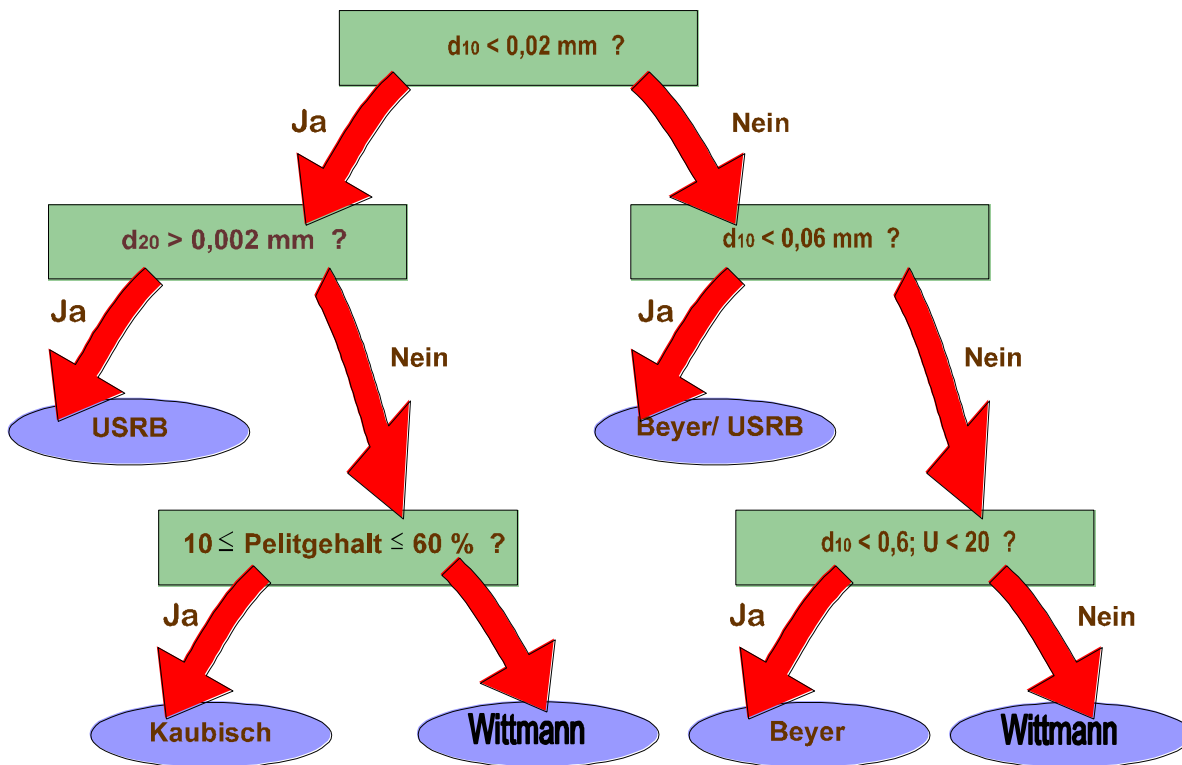 d10 < 0,02 mm ?
Ja
Nein
d20 > 0,002 mm ?
d10 < 0,06 mm ?
Ja
Nein
Ja
Nein
USRB
Beyer/ USRB
10 ≤ Pelitgehalt ≤ 60 % ?
d10 < 0,6; U < 20 ?
Ja
Ja
Nein
Kaubisch
Wittmann
Beyer
Wittmann